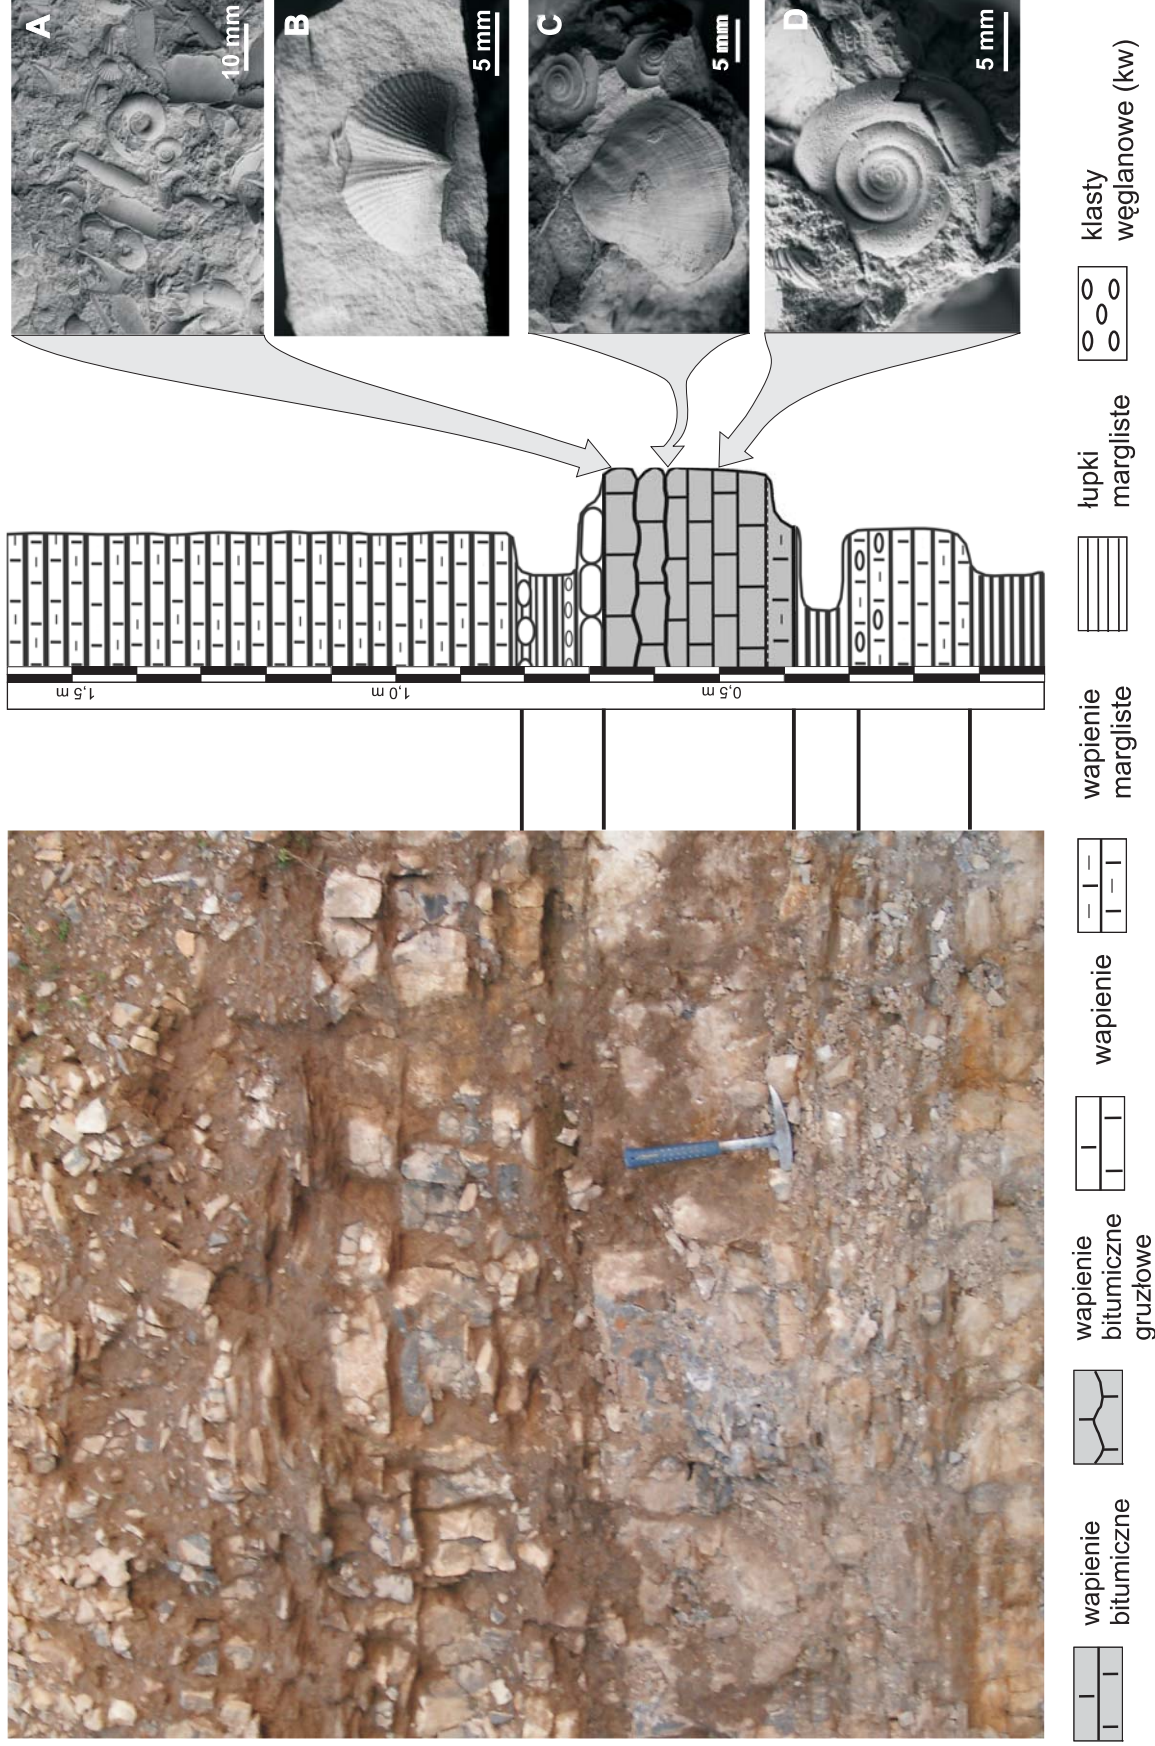 A
10 mm
B
5 mm
C
5 mm
D
5 mm
1,5 m
1,0 m
0,5 m
wapienie
bitumiczne
wapienie
bitumiczne
gruzłowe
wapienie
wapienie
margliste
łupki
margliste
klasty
węglanowe (kw)